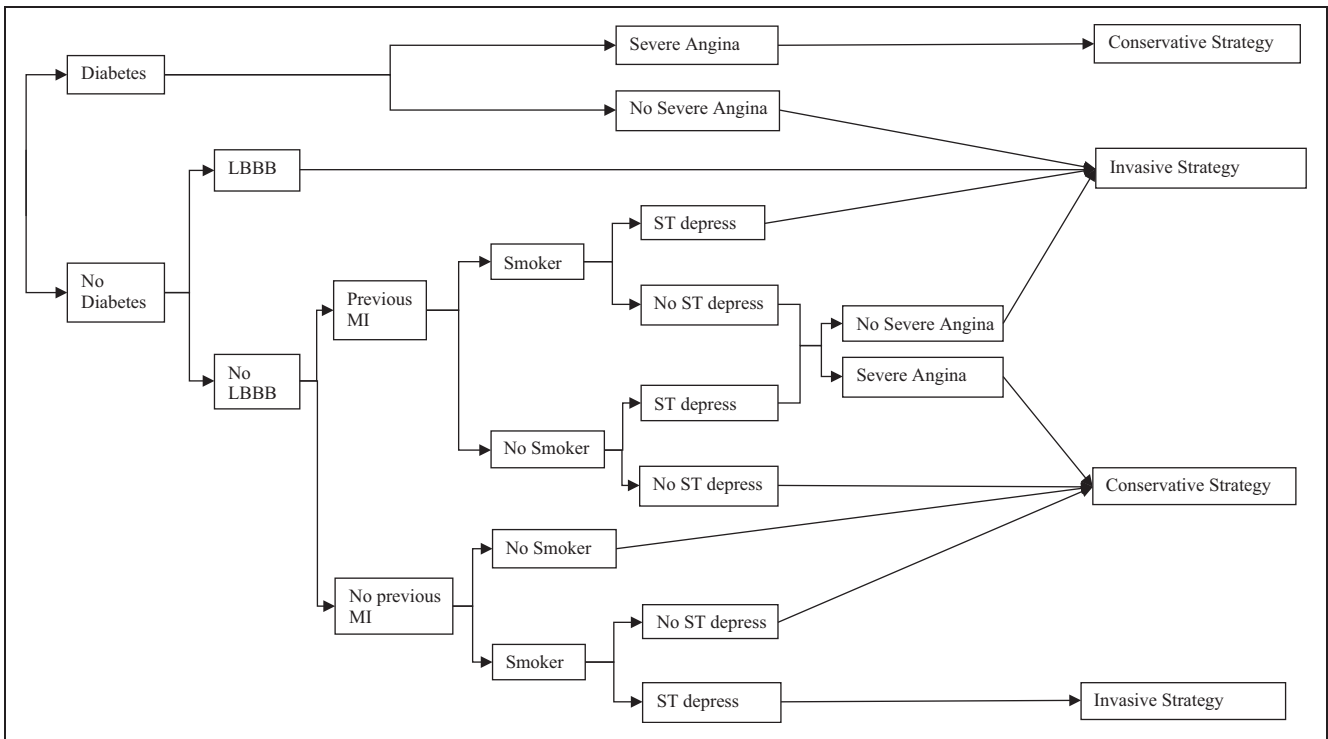 Severe Angina
Conservative Strategy
Diabetes
No Severe Angina
LBBB
Invasive Strategy
ST depress
Smoker
No
Diabetes
Previous
MI
No ST depress
No Severe Angina
No
LBBB
Severe Angina
ST depress
No Smoker
No ST depress
Conservative Strategy
No Smoker
No previous
MI
No ST depress
Smoker
ST depress
Invasive Strategy